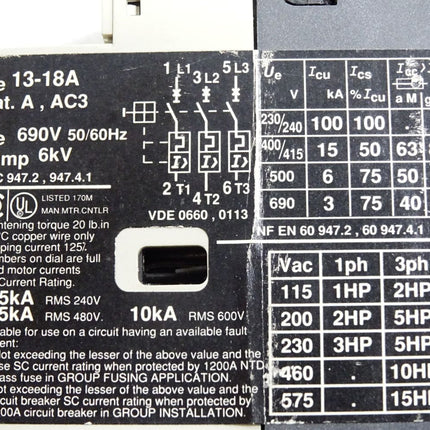 e 13-18A
at. A , AC3
e 690V 50/60Hz
mp 6kV
C 947.2 , 947.4.1
1 L1 3 L2 5 L3
2 T1 4 T2 6 T3
VDE 0660 , 0113
UL LISTED 170M
MAN.MTR.CNTLR
htening torque 20 lb.in
C copper wire only
ping current 125/.
mbers on dial are full
d motor currents
Current Rating.
5kA RMS 240V
5kA RMS 480V. 10kA RMS 600V.
able for use on a circuit having an available fault
ent:
ot exceeding the lesser of the above value and the
se SC current when protected by 1200A NTD
ass fuse in GROUP FUSING APPLICATION.
ot exceeding the lesser of the above value and the
it breaker SC current rating when protected by
00A circuit breaker in GROUP INSTALLATION.
Ue Icu Ics
V kA % Icu a M g
230/240 100 100
400/415 15 50 63
500 6 75 50
690 3 75 40
NF EN 60 947.2 , 60 947.4.1
Vac 1ph 3ph
115 1HP 2HP
200 2HP 5HP
230 3HP 5HP
460 . 10H
575 . 15H